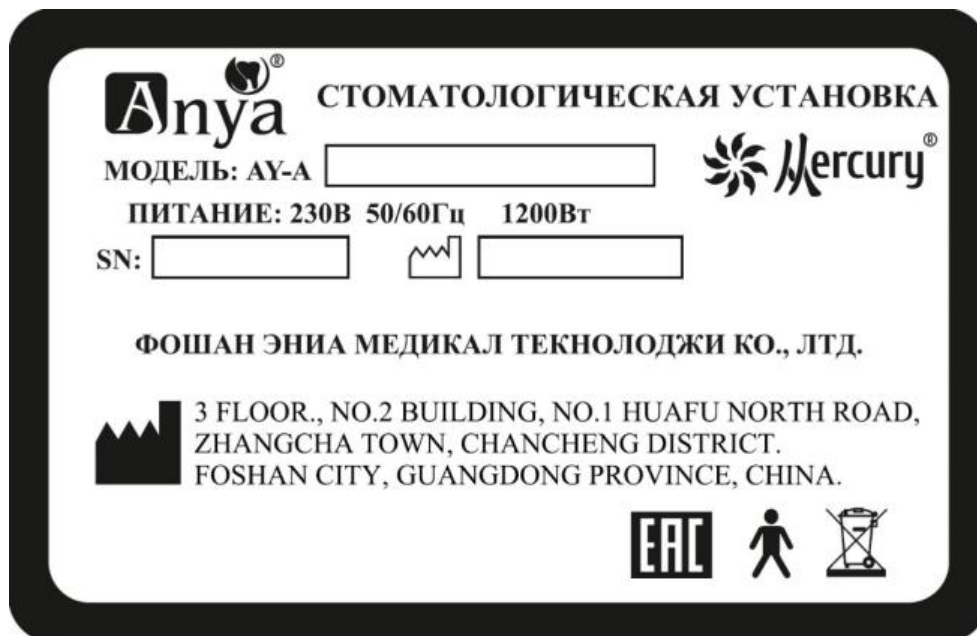 Anya®
СТОМАТОЛОГИЧЕСКАЯ УСТАНОВКА
Mercury®
МОДЕЛЬ: AY-A
ПИТАНИЕ: 230В 50/60Гц 1200Вт
SN:
ФОШАН ЭНИА МЕДИКАЛ ТЕКНОЛОДЖИ КО., ЛТД.
3 FLOOR., NO.2 BUILDING, NO.1 HUAFU NORTH ROAD,
ZHANGCHA TOWN, CHANCHENG DISTRICT.
FOSHAN CITY, GUANGDONG PROVINCE, CHINA.
EAC